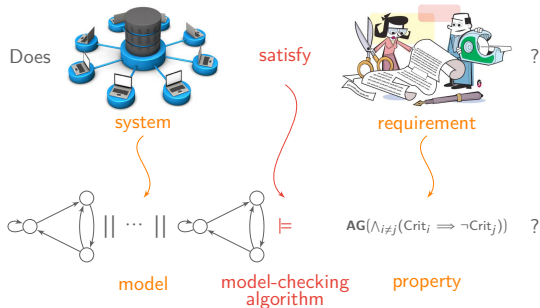 Does satisfy ?
system requirement
|| ... || ⊨ AG(∧i≠j(Criti ⟹ ¬Critj)) ?
model model-checking property
algorithm